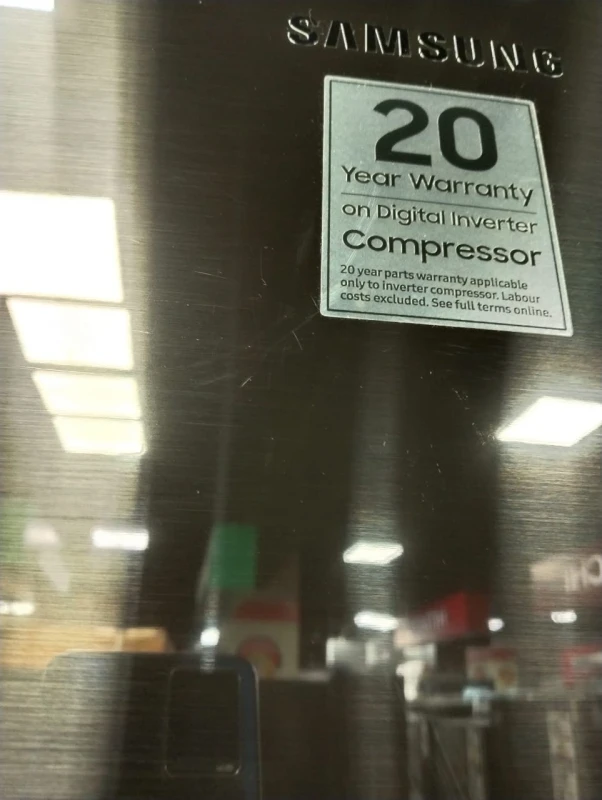 SAMSUNG
20
Year Warranty
on Digital Inverter
Compressor
20 year parts warranty applicable
only to inverter compressor. Labour
costs excluded. See full terms online.